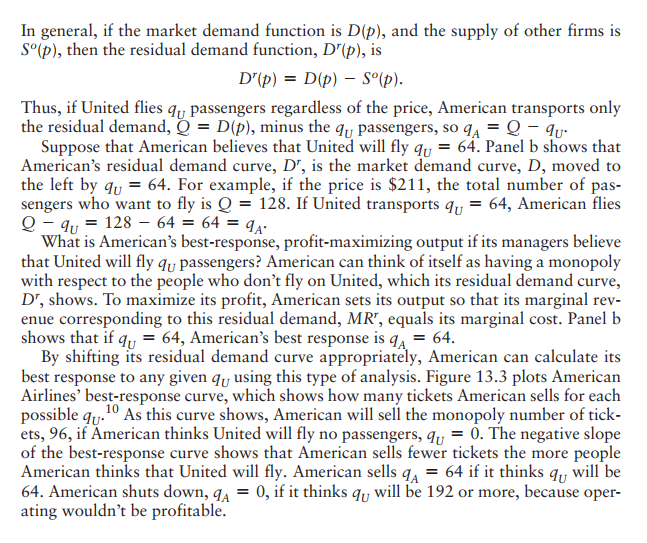 In general, if the market demand function is D(p), and the supply of other firms is
Sᵒ(p), then the residual demand function, Dʳ(p), is
Dʳ(p) = D(p) − Sᵒ(p).
Thus, if United flies q_U passengers regardless of the price, American transports only
the residual demand, Q = D(p), minus the q_U passengers, so q_A = Q − q_U.
Suppose that American believes that United will fly q_U = 64. Panel b shows that
American's residual demand curve, Dʳ, is the market demand curve, D, moved to
the left by q_U = 64. For example, if the price is $211, the total number of pas-
sengers who want to fly is Q = 128. If United transports q_U = 64, American flies
Q − q_U = 128 − 64 = 64 = q_A.
What is American's best-response, profit-maximizing output if its managers believe
that United will fly q_U passengers? American can think of itself as having a monopoly
with respect to the people who don't fly on United, which its residual demand curve,
Dʳ, shows. To maximize its profit, American sets its output so that its marginal rev-
enue corresponding to this residual demand, MRʳ, equals its marginal cost. Panel b
shows that if q_U = 64, American's best response is q_A = 64.
By shifting its residual demand curve appropriately, American can calculate its
best response to any given q_U using this type of analysis. Figure 13.3 plots American
Airlines' best-response curve, which shows how many tickets American sells for each
possible q_U.¹⁰ As this curve shows, American will sell the monopoly number of tick-
ets, 96, if American thinks United will fly no passengers, q_U = 0. The negative slope
of the best-response curve shows that American sells fewer tickets the more people
American thinks that United will fly. American sells q_A = 64 if it thinks q_U will be
64. American shuts down, q_A = 0, if it thinks q_U will be 192 or more, because oper-
ating wouldn't be profitable.